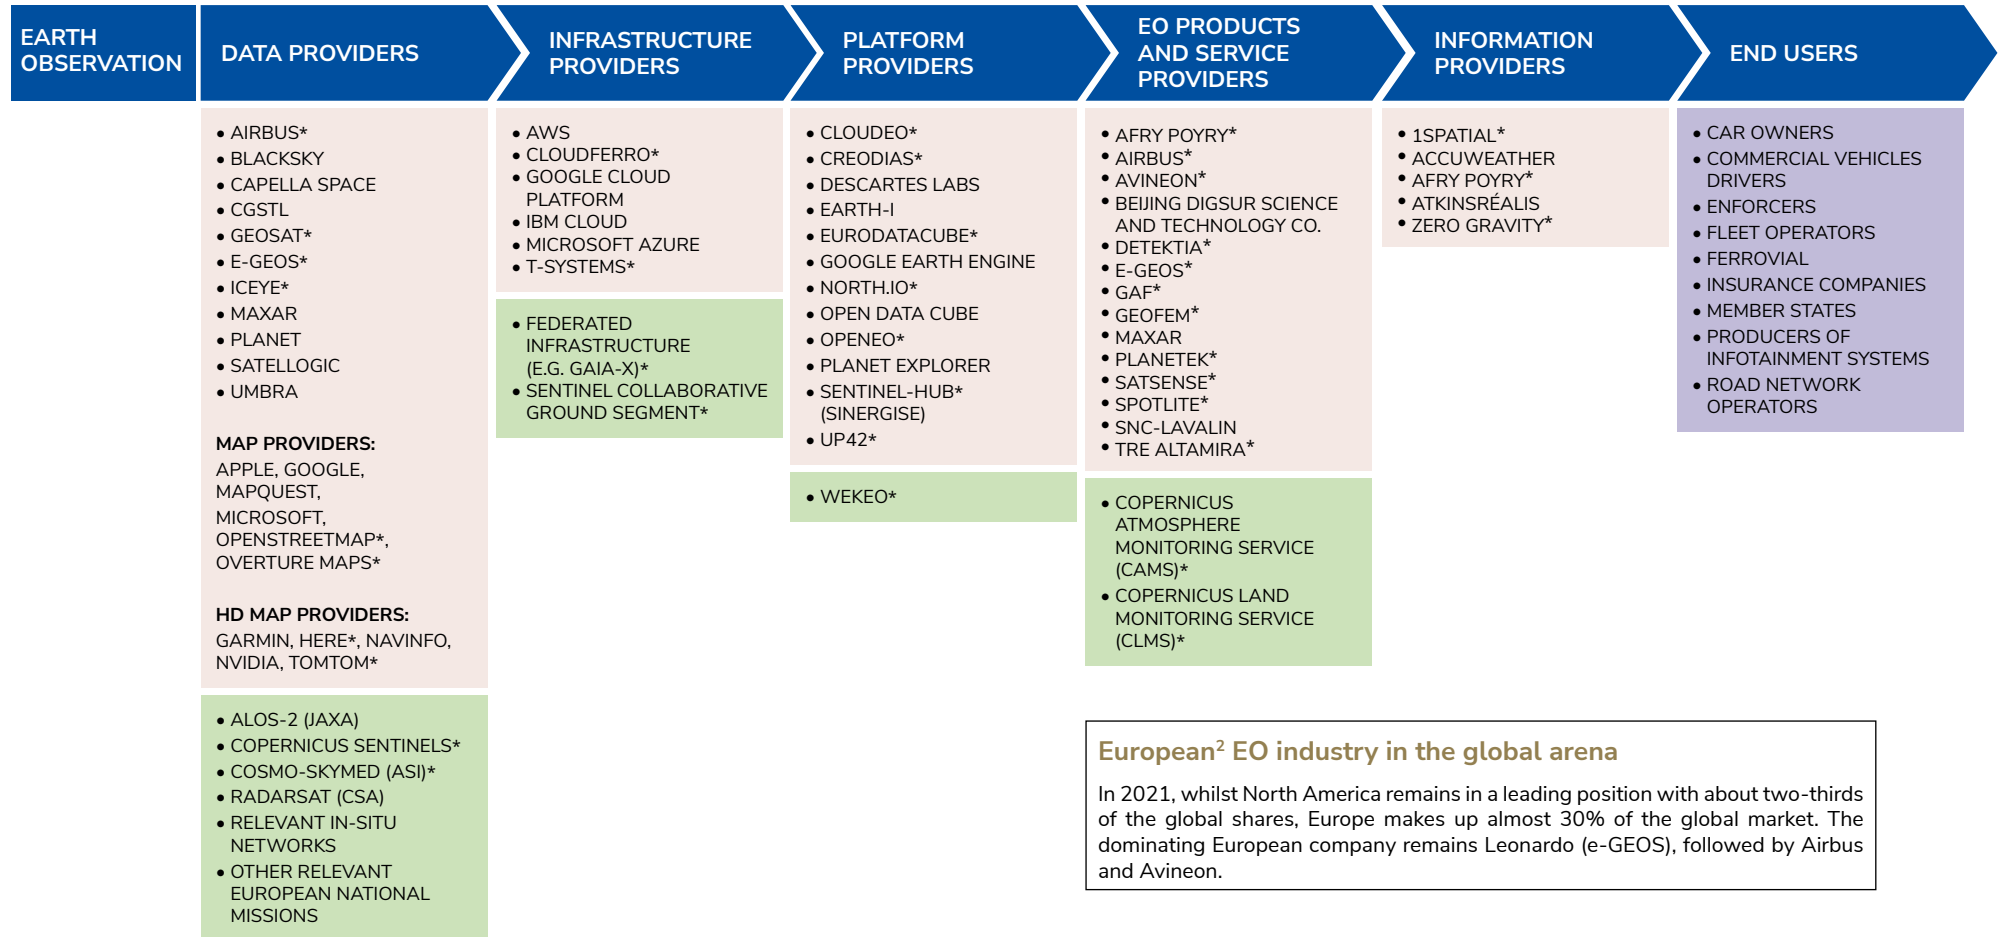 EARTH
OBSERVATION
DATA PROVIDERS
INFRASTRUCTURE
PROVIDERS
PLATFORM
PROVIDERS
EO PRODUCTS
AND SERVICE
PROVIDERS
INFORMATION
PROVIDERS
END USERS
• AIRBUS*
• BLACKSKY
• CAPELLA SPACE
• CGSTL
• GEOSAT*
• E-GEOS*
• ICEYE*
• MAXAR
• PLANET
• SATELLOGIC
• UMBRA
MAP PROVIDERS:
APPLE, GOOGLE,
MAPQUEST,
MICROSOFT,
OPENSTREETMAP*,
OVERTURE MAPS*
HD MAP PROVIDERS:
GARMIN, HERE*, NAVINFO,
NVIDIA, TOMTOM*
• ALOS-2 (JAXA)
• COPERNICUS SENTINELS*
• COSMO-SKYMED (ASI)*
• RADARSAT (CSA)
• RELEVANT IN-SITU
NETWORKS
• OTHER RELEVANT
EUROPEAN NATIONAL
MISSIONS
• AWS
• CLOUDFERRO*
• GOOGLE CLOUD
PLATFORM
• IBM CLOUD
• MICROSOFT AZURE
• T-SYSTEMS*
• FEDERATED
INFRASTRUCTURE
(E.G. GAIA-X)*
• SENTINEL COLLABORATIVE
GROUND SEGMENT*
• CLOUDEO*
• CREODIAS*
• DESCARTES LABS
• EARTH-I
• EURODATACUBE*
• GOOGLE EARTH ENGINE
• NORTH.IO*
• OPEN DATA CUBE
• OPENEO*
• PLANET EXPLORER
• SENTINEL-HUB*
(SINERGISE)
• UP42*
• WEKEO*
• AFRY POYRY*
• AIRBUS*
• AVINEON*
• BEIJING DIGSUR SCIENCE
AND TECHNOLOGY CO.
• DETEKTIA*
• E-GEOS*
• GAF*
• GEOFEM*
• MAXAR
• PLANETEK*
• SATSENSE*
• SPOTLITE*
• SNC-LAVALIN
• TRE ALTAMIRA*
• COPERNICUS
ATMOSPHERE
MONITORING SERVICE
(CAMS)*
• COPERNICUS LAND
MONITORING SERVICE
(CLMS)*
• 1SPATIAL*
• ACCUWEATHER
• AFRY POYRY*
• ATKINSRÉALIS
• ZERO GRAVITY*
• CAR OWNERS
• COMMERCIAL VEHICLES
DRIVERS
• ENFORCERS
• FLEET OPERATORS
• FERROVIAL
• INSURANCE COMPANIES
• MEMBER STATES
• PRODUCERS OF
INFOTAINMENT SYSTEMS
• ROAD NETWORK
OPERATORS
European² EO industry in the global arena
In 2021, whilst North America remains in a leading position with about two-thirds
of the global shares, Europe makes up almost 30% of the global market. The
dominating European company remains Leonardo (e-GEOS), followed by Airbus
and Avineon.